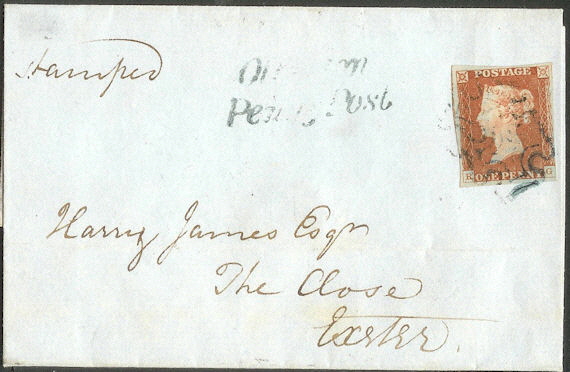 Stamped
Penny Post
POSTAGE
R ONE PENNY G
Harry James Esqr
The Close
Exeter.